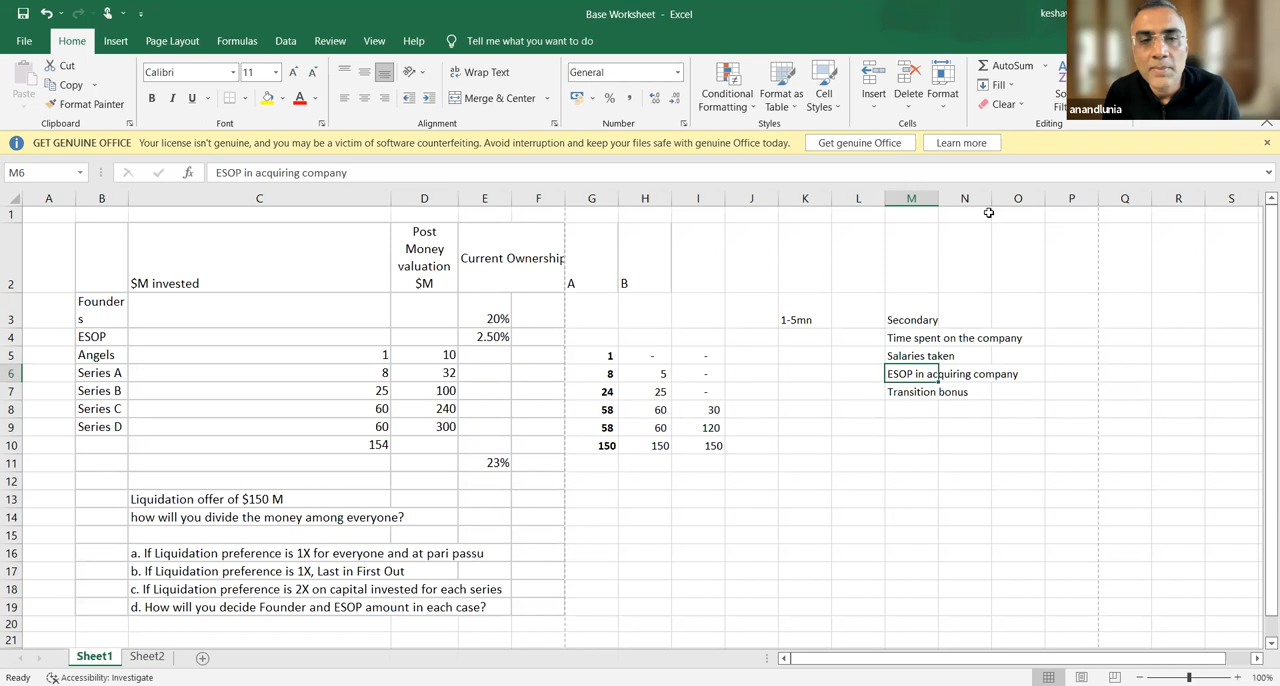 Base Worksheet - Excel
keshav
File Home Insert Page Layout Formulas Data Review View Help Tell me what you want to do
Paste
Cut
Copy
Format Painter
Clipboard
Calibri 11
B I U
Font
Wrap Text
Merge & Center
Alignment
General
Number
Conditional Formatting
Format as Table
Cell Styles
Styles
Insert Delete Format
Cells
AutoSum
Fill
Clear
Editing
anandlunia
GET GENUINE OFFICE Your license isn't genuine, and you may be a victim of software counterfeiting. Avoid interruption and keep your files safe with genuine Office today. Get genuine Office Learn more
M6 fx ESOP in acquiring company
A B C D E F G H I J K L M N O P Q R S
1
2 $M invested Post Money valuation $M Current Ownership A B
3 Founders 20% 1-5mn Secondary
4 ESOP 2.50% Time spent on the company
5 Angels 1 10 1 - - Salaries taken
6 Series A 8 32 8 5 - ESOP in acquiring company
7 Series B 25 100 24 25 - Transition bonus
8 Series C 60 240 58 60 30
9 Series D 60 300 58 60 120
10 154 150 150 150
11 23%
12
13 Liquidation offer of $150 M
14 how will you divide the money among everyone?
15
16 a. If Liquidation preference is 1X for everyone and at pari passu
17 b. If Liquidation preference is 1X, Last in First Out
18 c. If Liquidation preference is 2X on capital invested for each series
19 d. How will you decide Founder and ESOP amount in each case?
20
21
Sheet1 Sheet2
Ready Accessibility: Investigate 100%